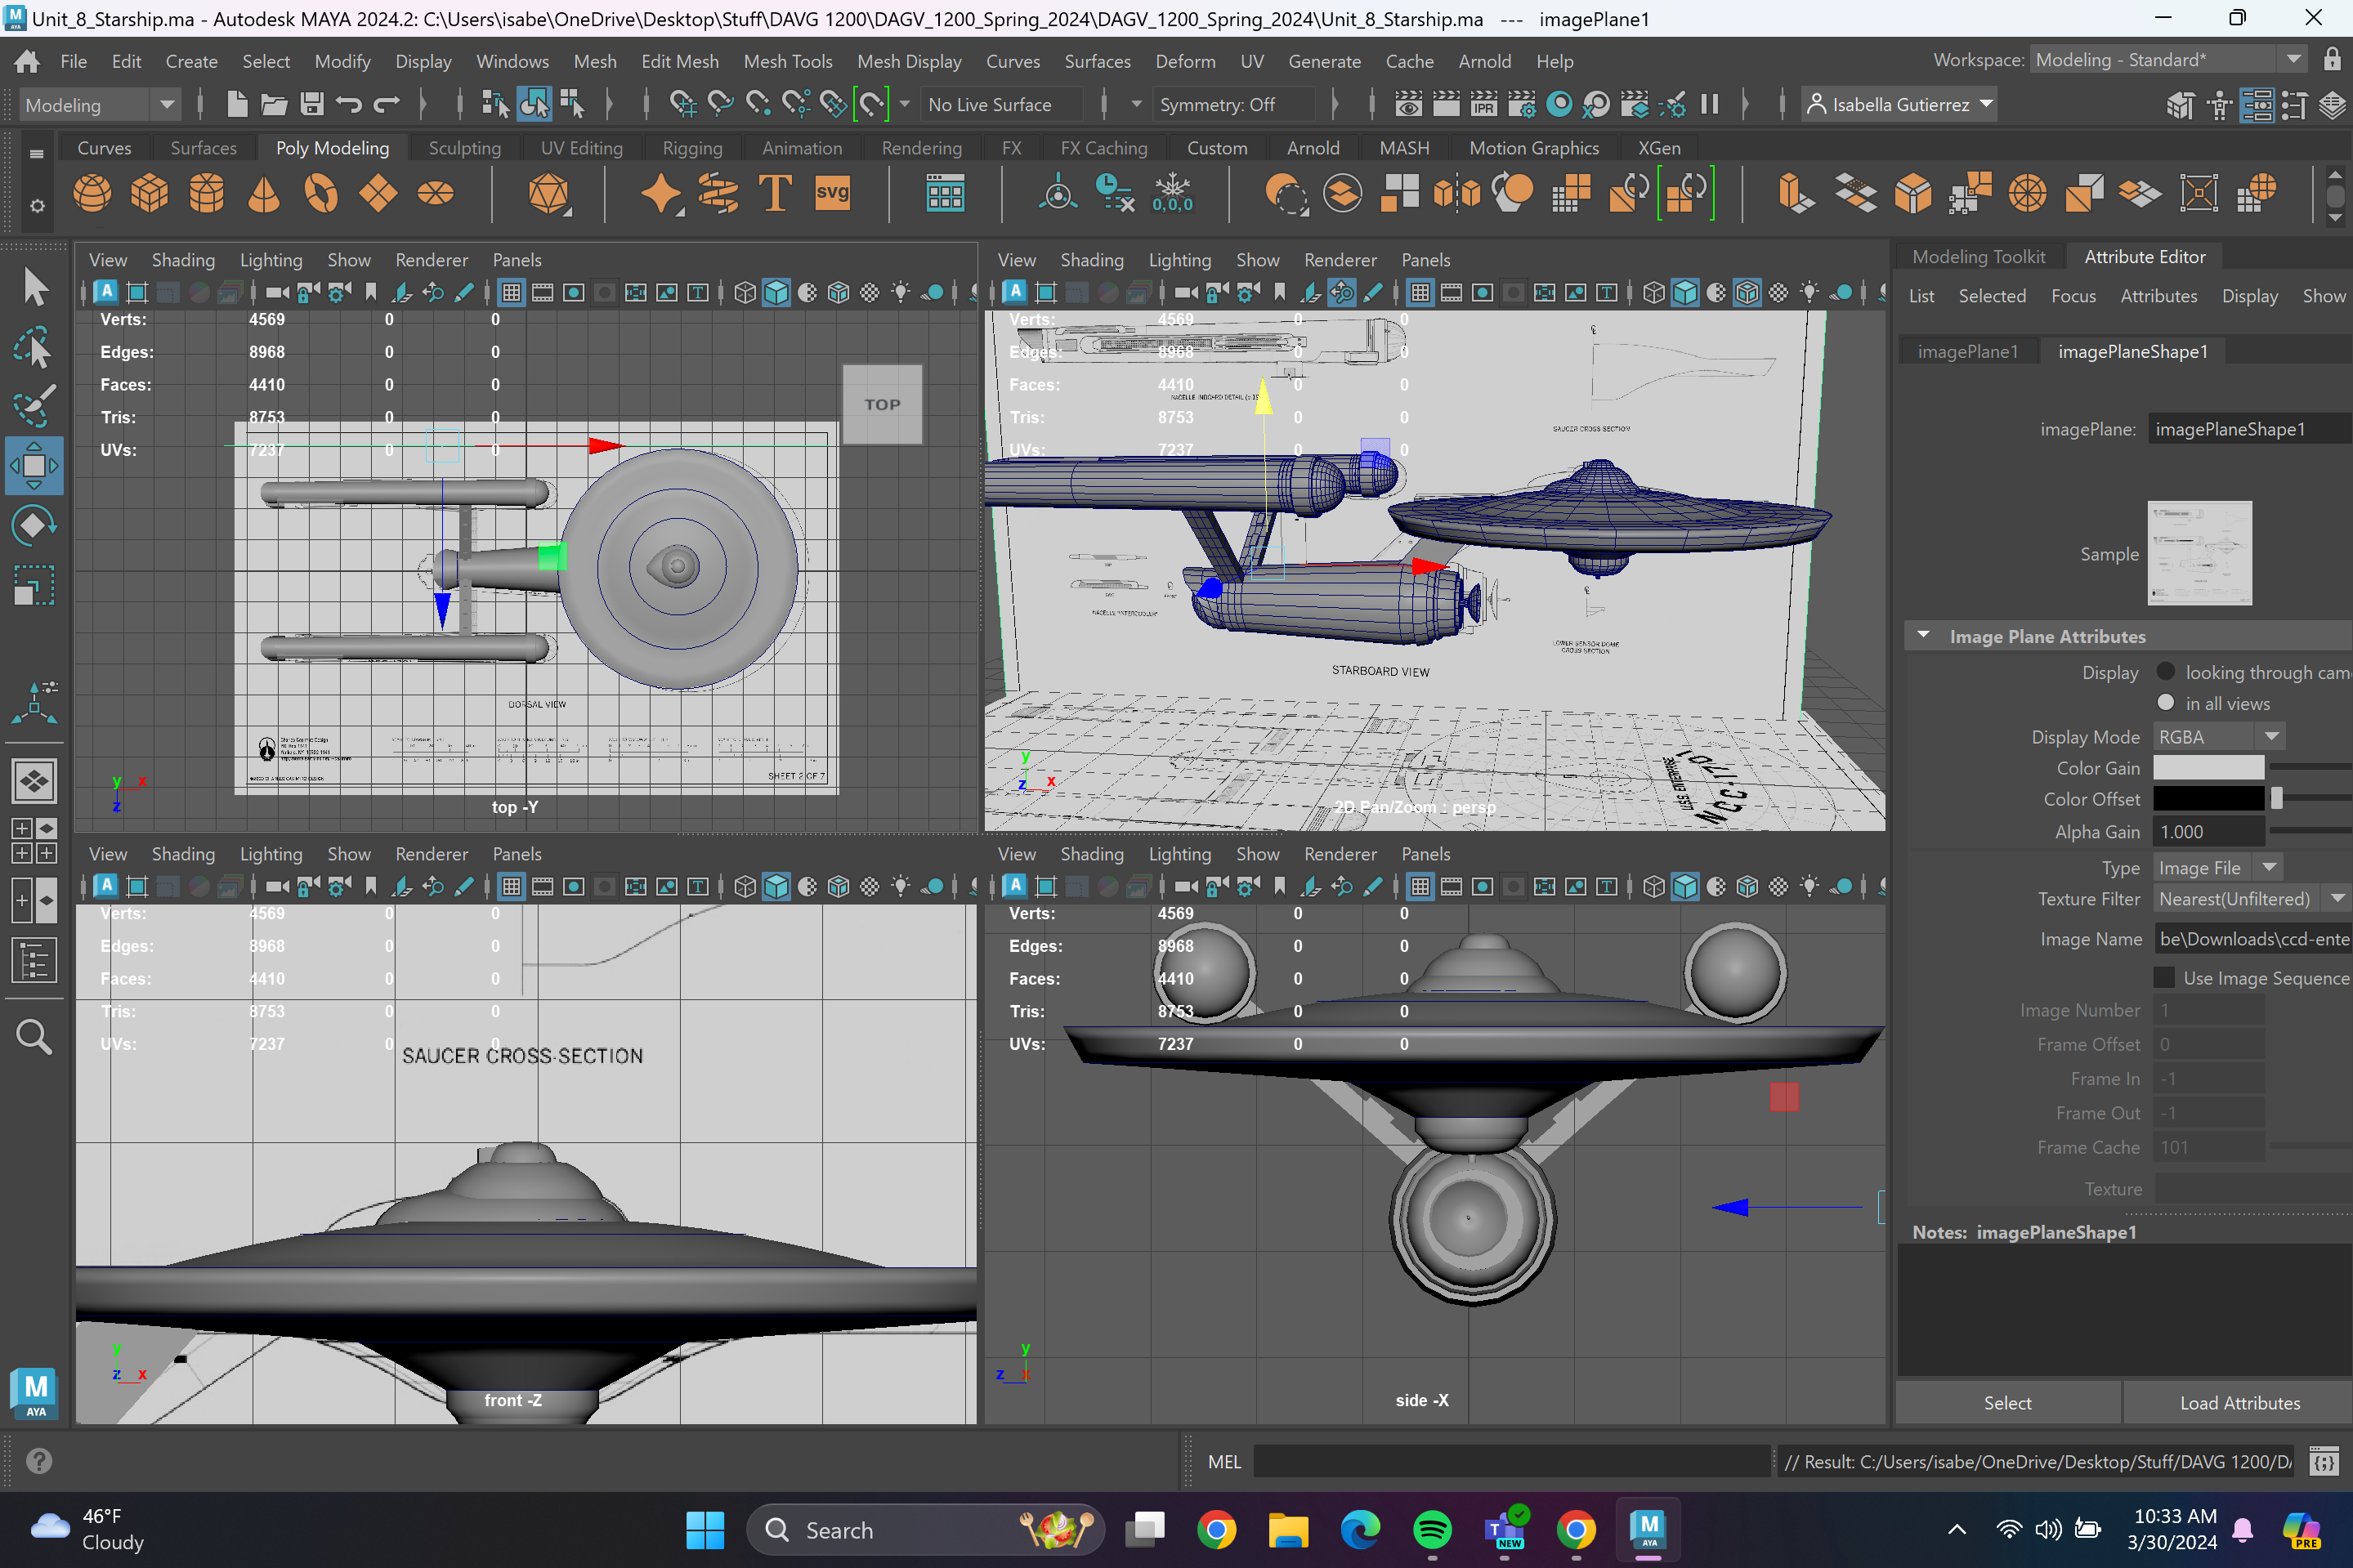 Unit_8_Starship.ma - Autodesk MAYA 2024.2: C:\Users\isabe\OneDrive\Desktop\Stuff\DAVG 1200\DAGV_1200_Spring_2024\DAGV_1200_Spring_2024\Unit_8_Starship.ma --- imagePlane1
File Edit Create Select Modify Display Windows Mesh Edit Mesh Mesh Tools Mesh Display Curves Surfaces Deform UV Generate Cache Arnold Help
Workspace: Modeling - Standard*
Modeling
No Live Surface
Symmetry: Off
IPR
Isabella Gutierrez
Curves Surfaces Poly Modeling Sculpting UV Editing Rigging Animation Rendering FX FX Caching Custom Arnold MASH Motion Graphics XGen
T svg 0,0,0
View Shading Lighting Show Renderer Panels
Verts: 4569 0 0
Edges: 8968 0 0
Faces: 4410 0 0
Tris: 8753 0 0
UVs: 7237 0 0
TOP
DORSAL VIEW
SHEET 2 OF 7
y x
z
top -Y
View Shading Lighting Show Renderer Panels
Verts: 4569 0 0
Edges: 8968 0 0
Faces: 4410 0 0
Tris: 8753 0 0
UVs: 7237 0 0
SAUCER CROSS SECTION
LOWER SENSOR DOME
CROSS SECTION
STARBOARD VIEW
y
z x
2D Pan/Zoom : persp
View Shading Lighting Show Renderer Panels
Verts: 4569 0 0
Edges: 8968 0 0
Faces: 4410 0 0
Tris: 8753 0 0
UVs: 7237 0 0
SAUCER CROSS-SECTION
y
z x
front -Z
View Shading Lighting Show Renderer Panels
Verts: 4569 0 0
Edges: 8968 0 0
Faces: 4410 0 0
Tris: 8753 0 0
UVs: 7237 0 0
y
z x
side -X
Modeling Toolkit Attribute Editor
List Selected Focus Attributes Display Show
imagePlane1 imagePlaneShape1
imagePlane: imagePlaneShape1
Sample
Image Plane Attributes
Display looking through cam
in all views
Display Mode RGBA
Color Gain
Color Offset
Alpha Gain 1.000
Type Image File
Texture Filter Nearest(Unfiltered)
Image Name be\Downloads\ccd-ente
Use Image Sequence
Image Number 1
Frame Offset 0
Frame In -1
Frame Out -1
Frame Cache 101
Texture
Notes: imagePlaneShape1
Select Load Attributes
M
AYA
MEL
// Result: C:/Users/isabe/OneDrive/Desktop/Stuff/DAVG 1200/D
46°F
Cloudy
Search
NEW
M
AYA
10:33 AM
3/30/2024
PRE